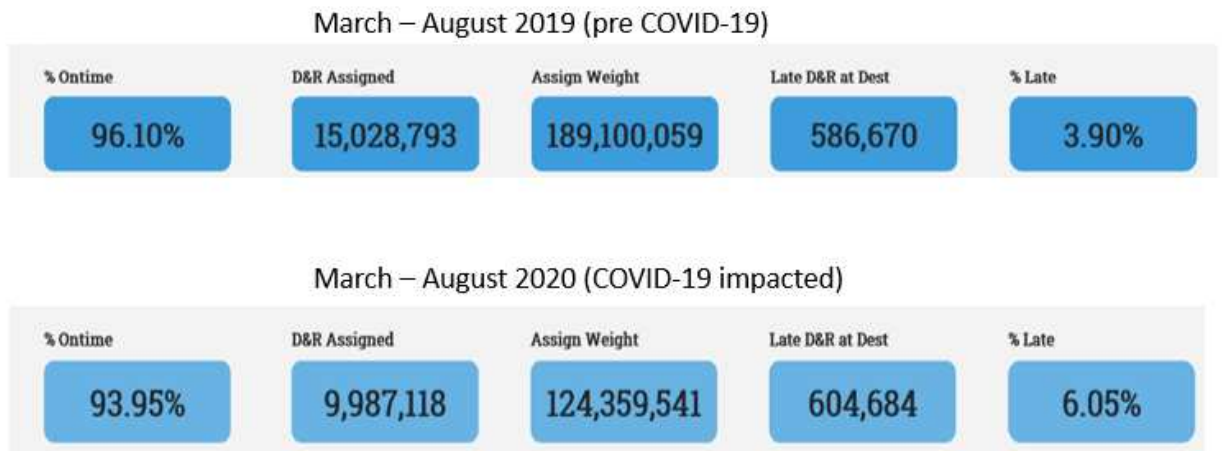 March – August 2019 (pre COVID-19)
% Ontime D&R Assigned Assign Weight Late D&R at Dest % Late
96.10% 15,028,793 189,100,059 586,670 3.90%
March – August 2020 (COVID-19 impacted)
% Ontime D&R Assigned Assign Weight Late D&R at Dest % Late
93.95% 9,987,118 124,359,541 604,684 6.05%